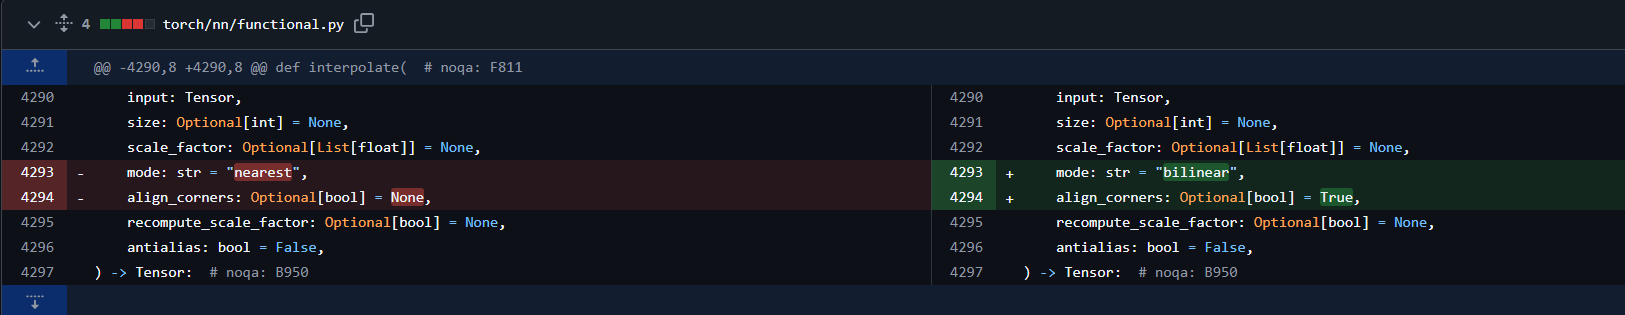 4 torch/nn/functional.py
@@ -4290,8 +4290,8 @@ def interpolate(  # noqa: F811
4290 input: Tensor,
4291 size: Optional[int] = None,
4292 scale_factor: Optional[List[float]] = None,
4293 - mode: str = "nearest",
4294 - align_corners: Optional[bool] = None,
4295 recompute_scale_factor: Optional[bool] = None,
4296 antialias: bool = False,
4297 ) -> Tensor:  # noqa: B950
4290 input: Tensor,
4291 size: Optional[int] = None,
4292 scale_factor: Optional[List[float]] = None,
4293 + mode: str = "bilinear",
4294 + align_corners: Optional[bool] = True,
4295 recompute_scale_factor: Optional[bool] = None,
4296 antialias: bool = False,
4297 ) -> Tensor:  # noqa: B950